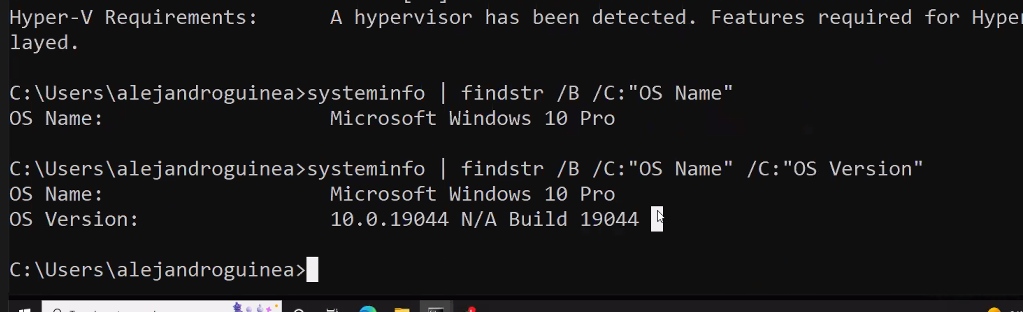 Hyper-V Requirements:      A hypervisor has been detected. Features required for Hyper
layed.
C:\Users\alejandroguinea>systeminfo | findstr /B /C:"OS Name"
OS Name:                   Microsoft Windows 10 Pro
C:\Users\alejandroguinea>systeminfo | findstr /B /C:"OS Name" /C:"OS Version"
OS Name:                   Microsoft Windows 10 Pro
OS Version:                10.0.19044 N/A Build 19044
C:\Users\alejandroguinea>